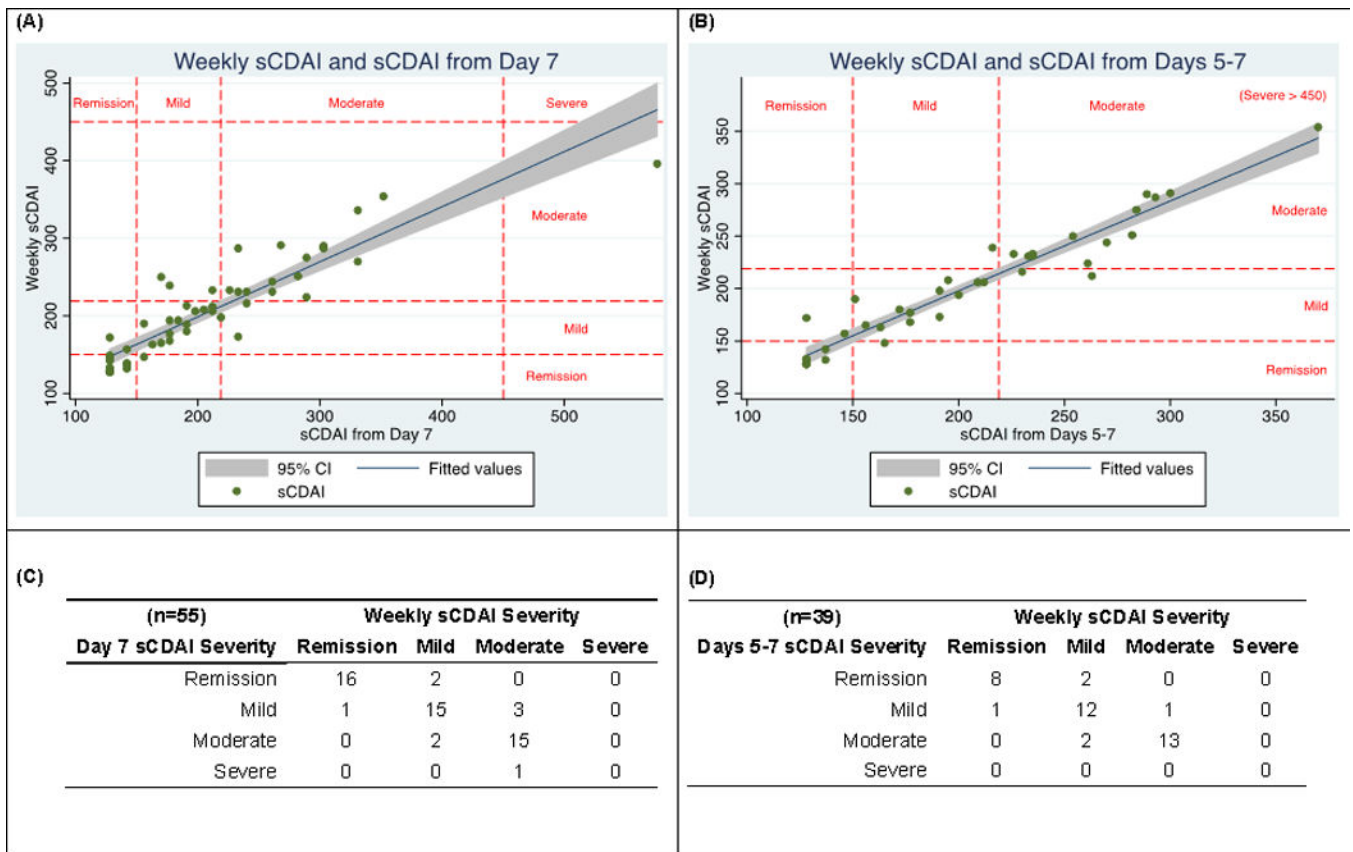 (A)
Weekly sCDAI and sCDAI from Day 7
Remission Mild Moderate Severe
Moderate
Mild
Remission
Weekly sCDAI
500
400
300
200
100
100 200 300 400 500
sCDAI from Day 7
95% CI Fitted values
sCDAI
(B)
Weekly sCDAI and sCDAI from Days 5-7
Remission Mild Moderate (Severe > 450)
Moderate
Mild
Remission
Weekly sCDAI
350
300
250
200
150
100
100 150 200 250 300 350
sCDAI from Days 5-7
95% CI Fitted values
sCDAI
(C)
(n=55) Weekly sCDAI Severity
Day 7 sCDAI Severity Remission Mild Moderate Severe
Remission 16 2 0 0
Mild 1 15 3 0
Moderate 0 2 15 0
Severe 0 0 1 0
(D)
(n=39) Weekly sCDAI Severity
Days 5-7 sCDAI Severity Remission Mild Moderate Severe
Remission 8 2 0 0
Mild 1 12 1 0
Moderate 0 2 13 0
Severe 0 0 0 0